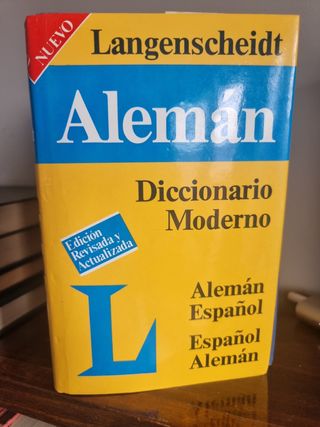 NUEVO
Langenscheidt
Alemán
Diccionario
Moderno
Edición
Revisada y
Actualizada
L
Alemán
Español
Español
Alemán